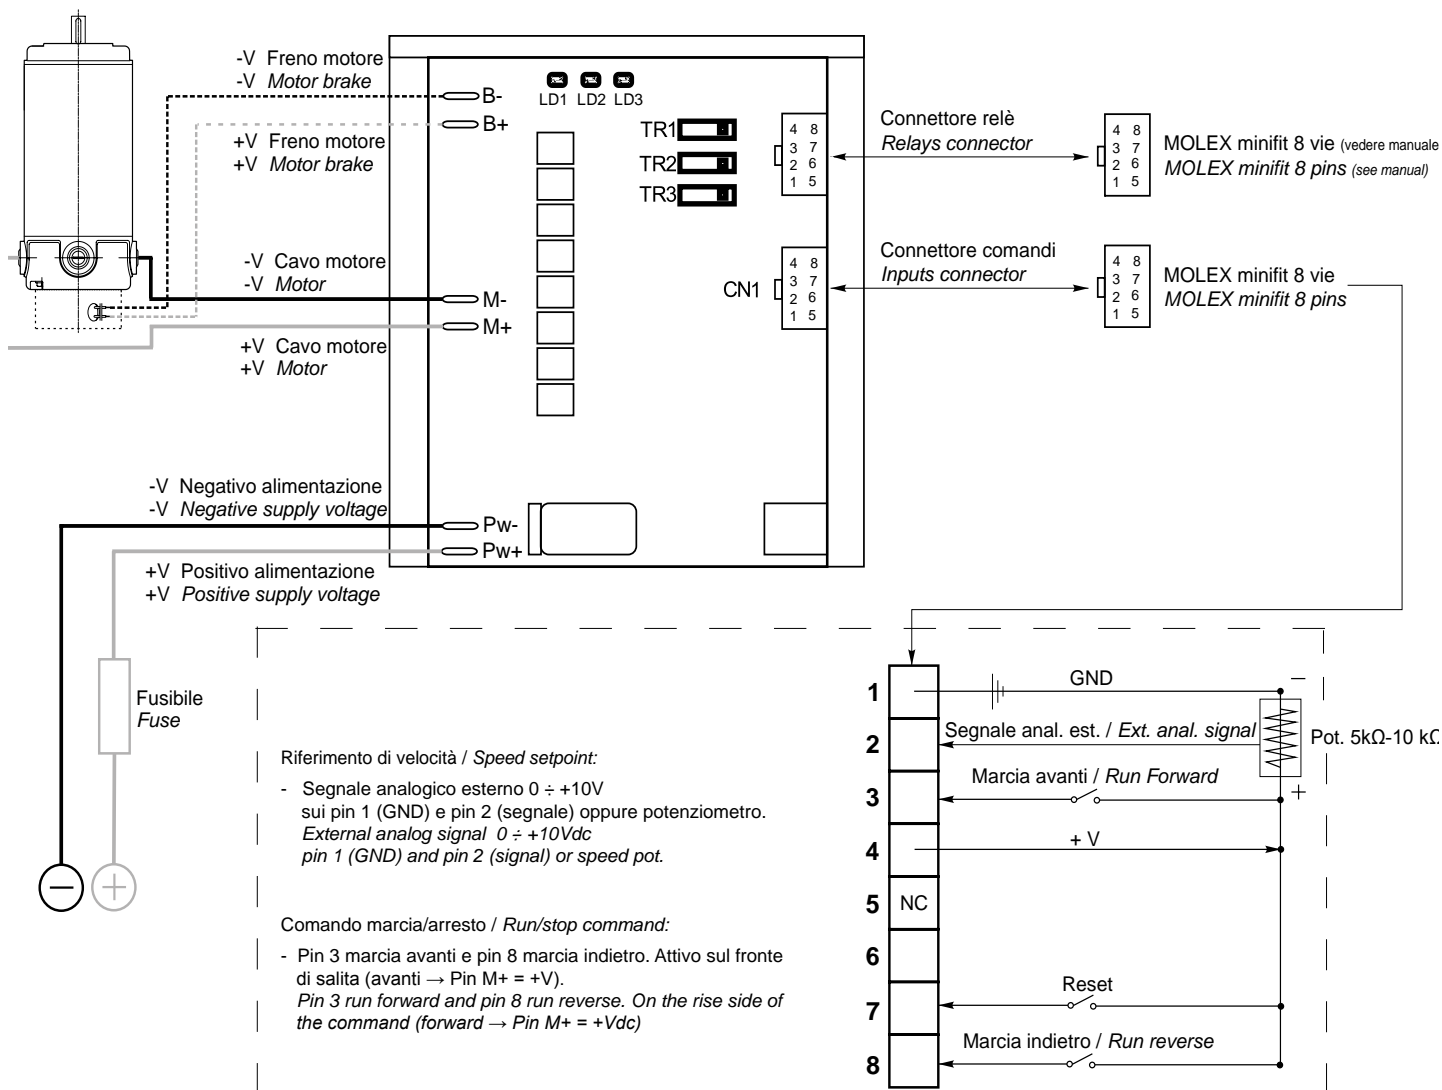 -V Freno motore
-V Motor brake
+V Freno motore
+V Motor brake
-V Cavo motore
-V Motor
+V Cavo motore
+V Motor
-V Negativo alimentazione
-V Negative supply voltage
+V Positivo alimentazione
+V Positive supply voltage
Fusibile
Fuse
B-
B+
M-
M+
Pw-
Pw+
LD1 LD2 LD3
TR1
TR2
TR3
4 8
3 7
2 6
1 5
CN1
4 8
3 7
2 6
1 5
Connettore relè
Relays connector
4 8
3 7
2 6
1 5
MOLEX minifit 8 vie (vedere manuale
MOLEX minifit 8 pins (see manual)
Connettore comandi
Inputs connector
4 8
3 7
2 6
1 5
MOLEX minifit 8 vie
MOLEX minifit 8 pins
Riferimento di velocità / Speed setpoint:
- Segnale analogico esterno 0 ÷ +10V
sui pin 1 (GND) e pin 2 (segnale) oppure potenziometro.
External analog signal 0 ÷ +10Vdc
pin 1 (GND) and pin 2 (signal) or speed pot.
Comando marcia/arresto / Run/stop command:
- Pin 3 marcia avanti e pin 8 marcia indietro. Attivo sul fronte
di salita (avanti → Pin M+ = +V).
Pin 3 run forward and pin 8 run reverse. On the rise side of
the command (forward → Pin M+ = +Vdc)
1 GND −
2 Segnale anal. est. / Ext. anal. signal Pot. 5kΩ-10 kΩ
3 Marcia avanti / Run Forward +
4 + V
5 NC
6
7 Reset
8 Marcia indietro / Run reverse